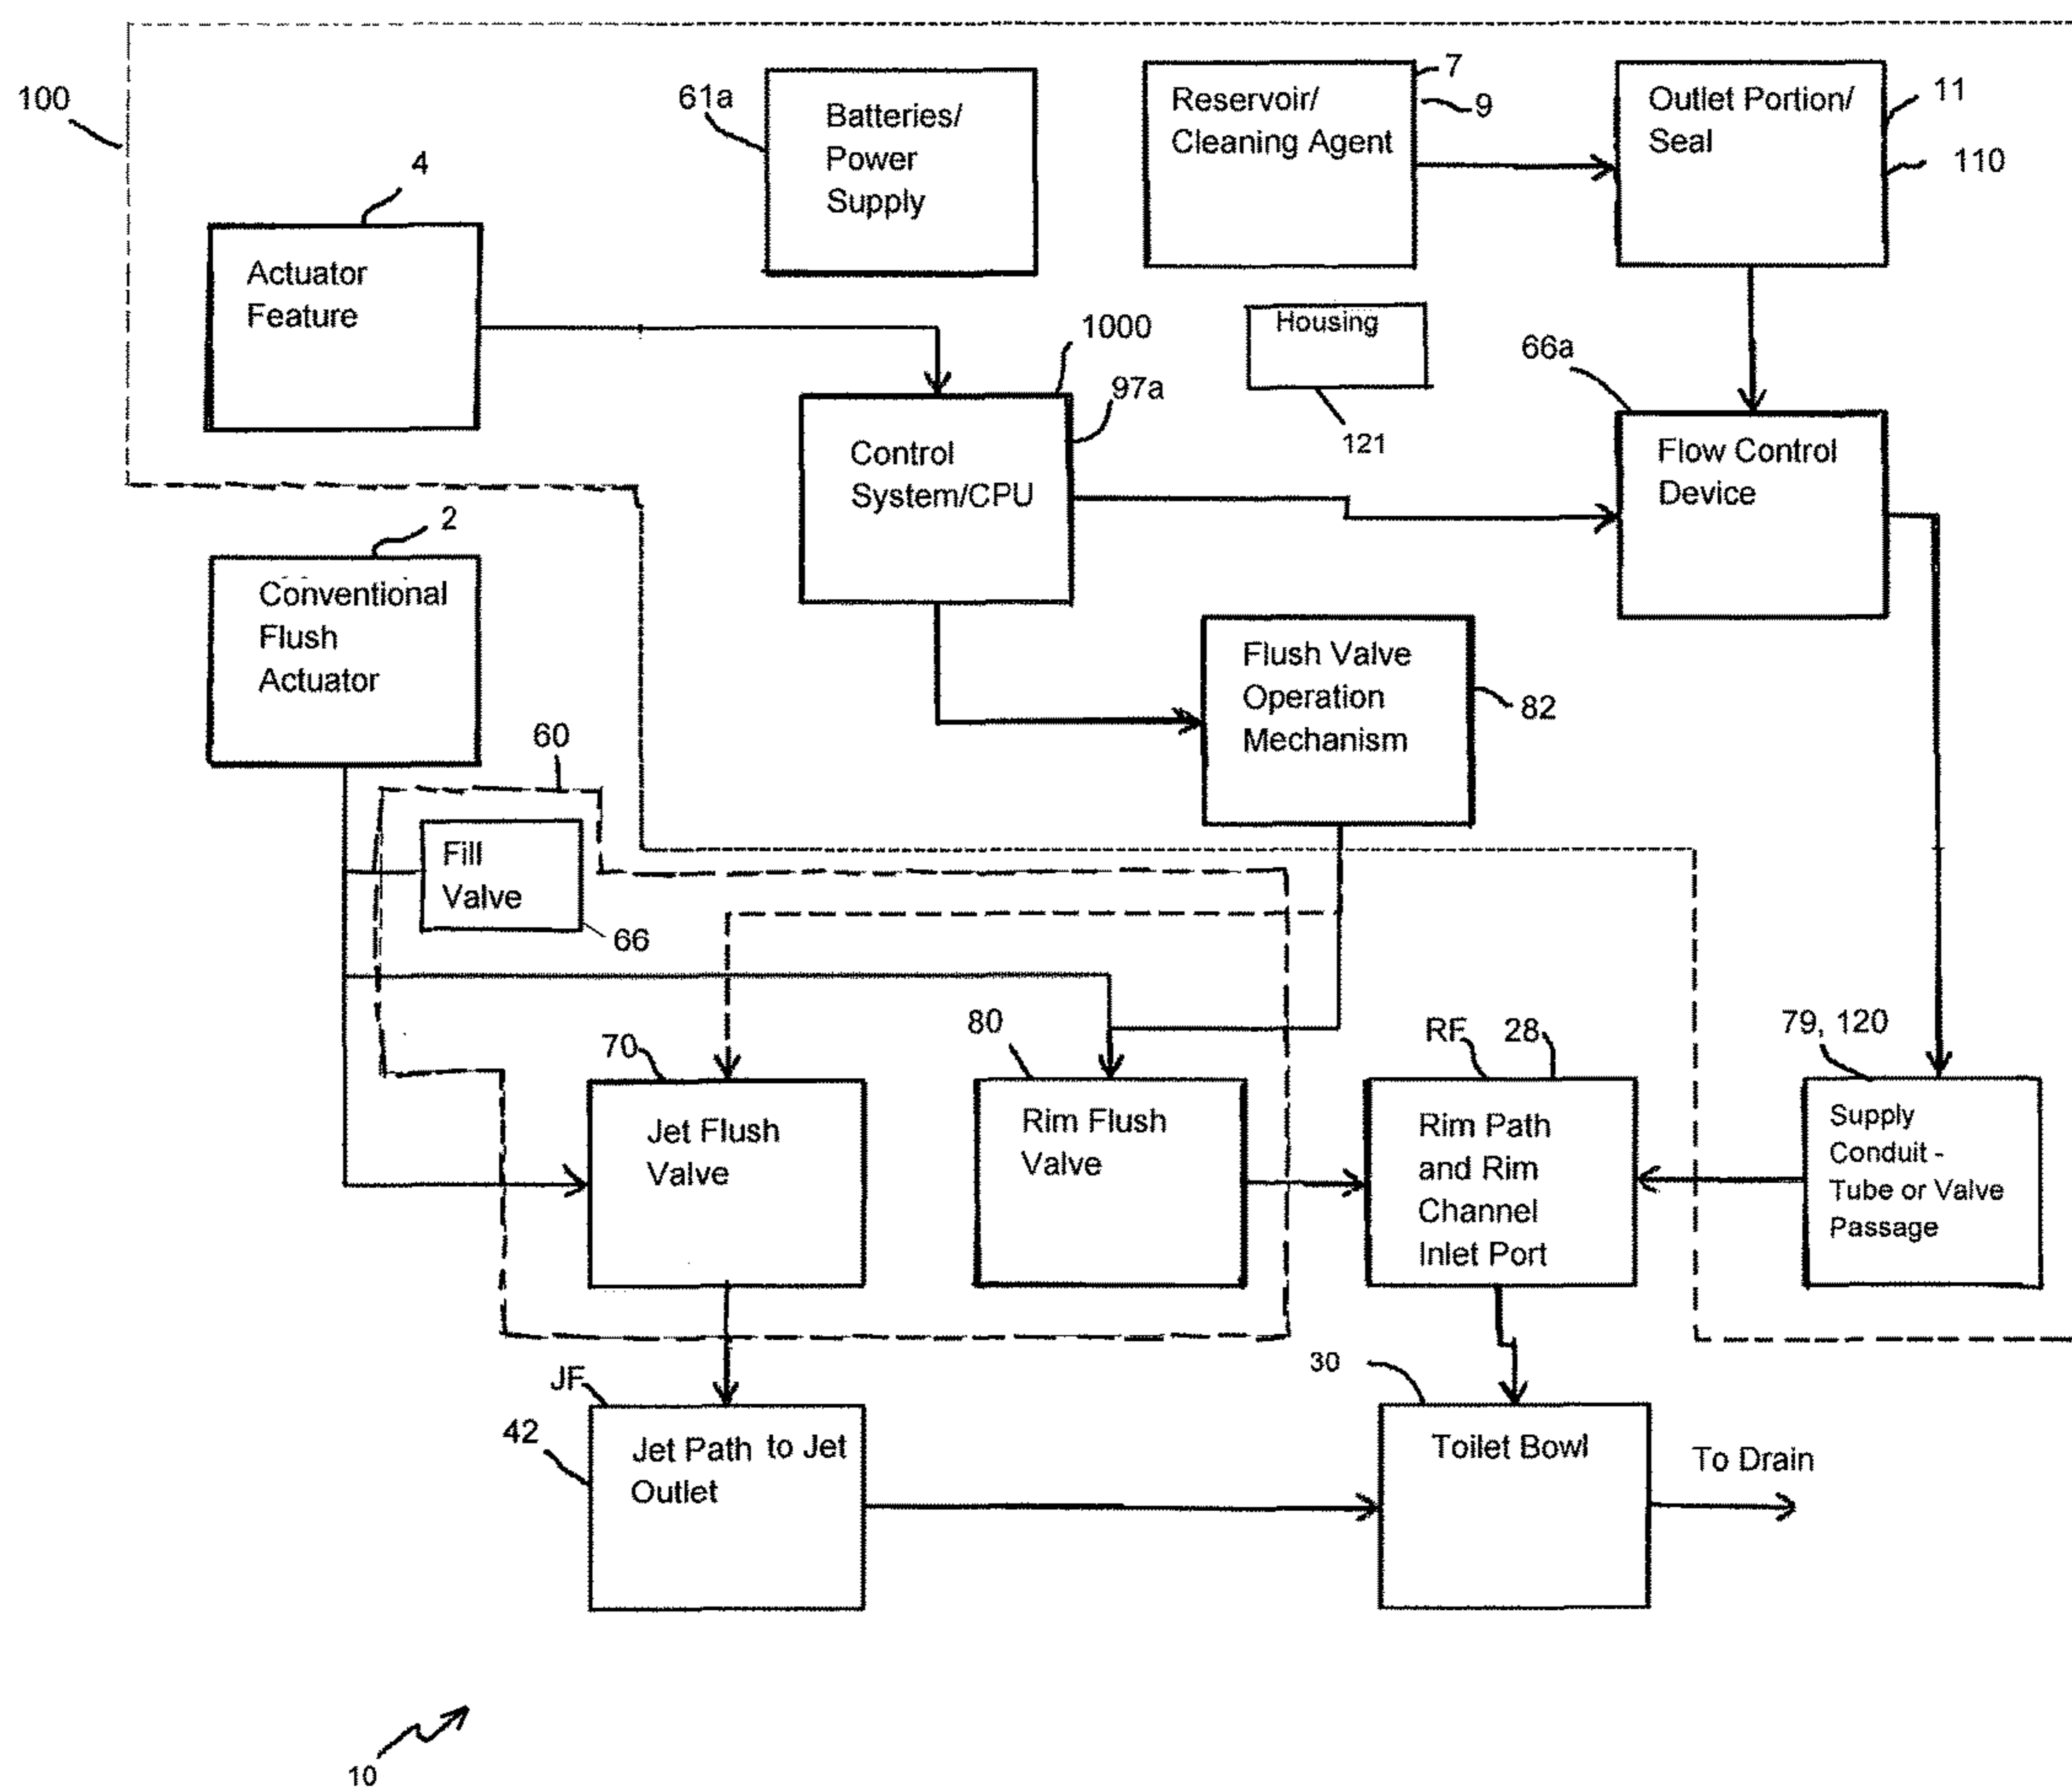 100
4
Actuator
Feature
61a
Batteries/
Power
Supply
7
9
Reservoir/
Cleaning Agent
Outlet Portion/
Seal
11
110
Housing
121
1000
97a
Control
System/CPU
66a
Flow Control
Device
2
Conventional
Flush
Actuator
Flush Valve
Operation
Mechanism
82
60
Fill
Valve
66
70
Jet Flush
Valve
80
Rim Flush
Valve
RF
28
Rim Path
and Rim
Channel
Inlet Port
79, 120
Supply
Conduit -
Tube or Valve
Passage
JF
42
Jet Path to Jet
Outlet
30
Toilet Bowl
To Drain
10